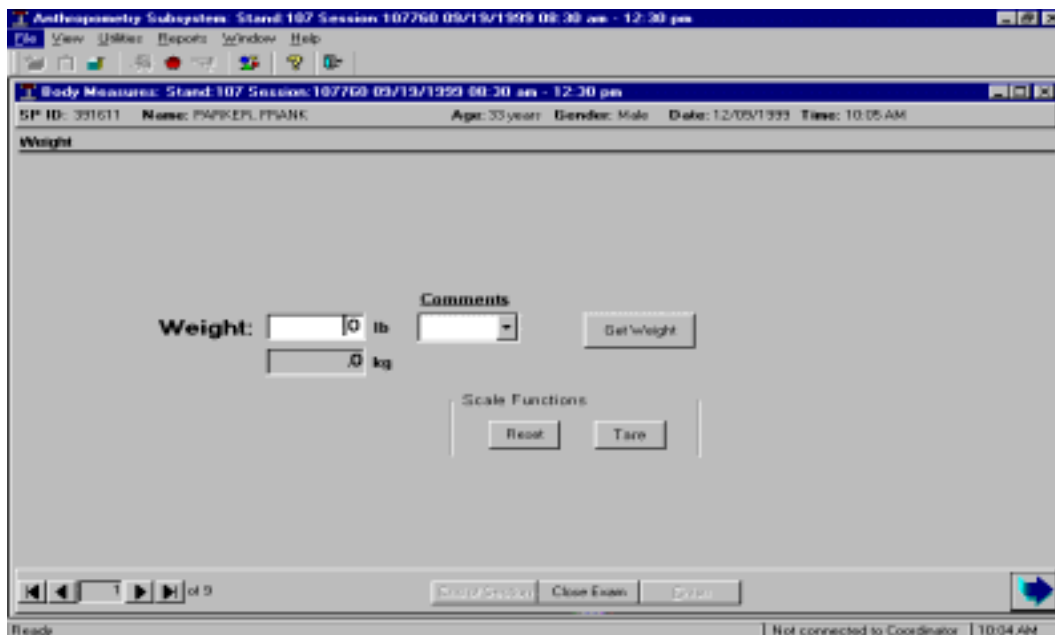 Anthropometry Subsystem: Stand:107 Session:107760 09/19/1999 08:30 am - 12:30 pm
File View Utilities Reports Window Help
Body Measures: Stand:107 Session:107760 09/19/1999 08:30 am - 12:30 pm
SP ID: 391611 Name: PARKER, FRANK Age: 33 years Gender: Male Date: 12/09/1999 Time: 10:05 AM
Weight
Comments
Weight: .0 lb Get Weight
.0 kg
Scale Functions
Reset Tare
1 of 9 Close Exam
Ready Not connected to Coordinator 10:04 AM